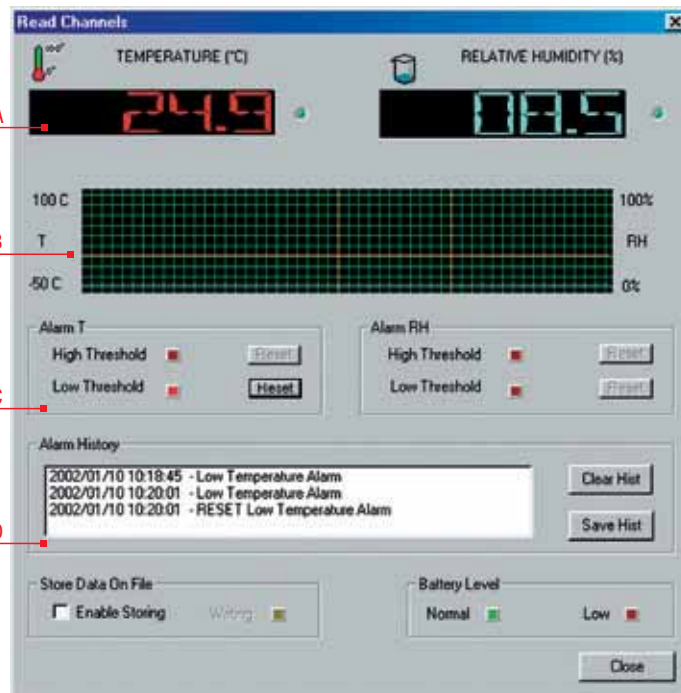 Read Channels
TEMPERATURE (°C)
RELATIVE HUMIDITY (%)
A
24.9
08.5
100 C
100%
B
T
RH
-50 C
0%
Alarm T
Alarm RH
High Threshold
Reset
High Threshold
Reset
Low Threshold
Reset
Low Threshold
Reset
C
Alarm History
2002/01/10 10:18:45 - Low Temperature Alarm
2002/01/10 10:20:01 - Low Temperature Alarm
2002/01/10 10:20:01 - RESET Low Temperature Alarm
Clear Hist
Save Hist
D
Store Data On File
Battery Level
Enable Storing
Writing
Normal
Low
Close